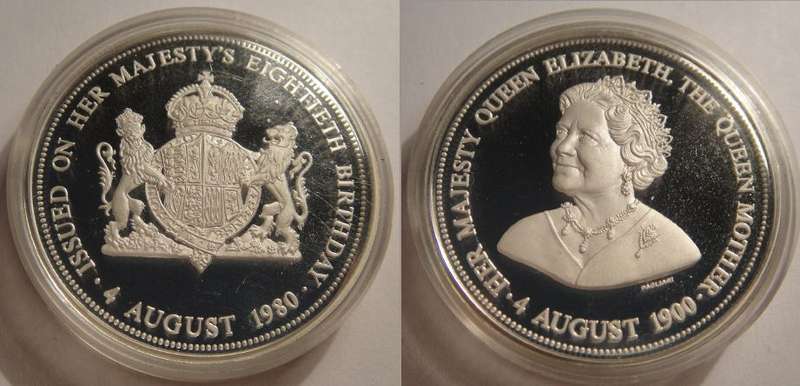 · ISSUED ON HER MAJESTY'S EIGHTIETH BIRTHDAY ·
4 AUGUST 1980
· HER MAJESTY QUEEN ELIZABETH, THE QUEEN MOTHER ·
4 AUGUST 1900
PAGLIARI